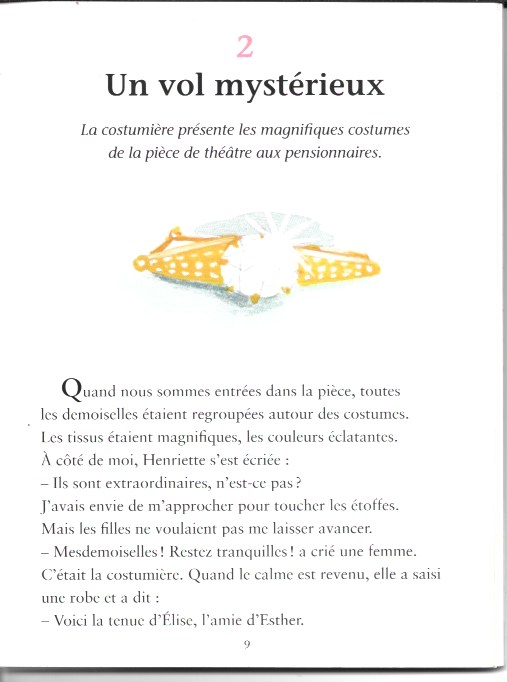 2
Un vol mystérieux
La costumière présente les magnifiques costumes
de la pièce de théâtre aux pensionnaires.
Quand nous sommes entrées dans la pièce, toutes
les demoiselles étaient regroupées autour des costumes.
Les tissus étaient magnifiques, les couleurs éclatantes.
À côté de moi, Henriette s'est écriée :
– Ils sont extraordinaires, n'est-ce pas ?
J'avais envie de m'approcher pour toucher les étoffes.
Mais les filles ne voulaient pas me laisser avancer.
– Mesdemoiselles ! Restez tranquilles ! a crié une femme.
C'était la costumière. Quand le calme est revenu, elle a saisi
une robe et a dit :
– Voici la tenue d'Élise, l'amie d'Esther.
9